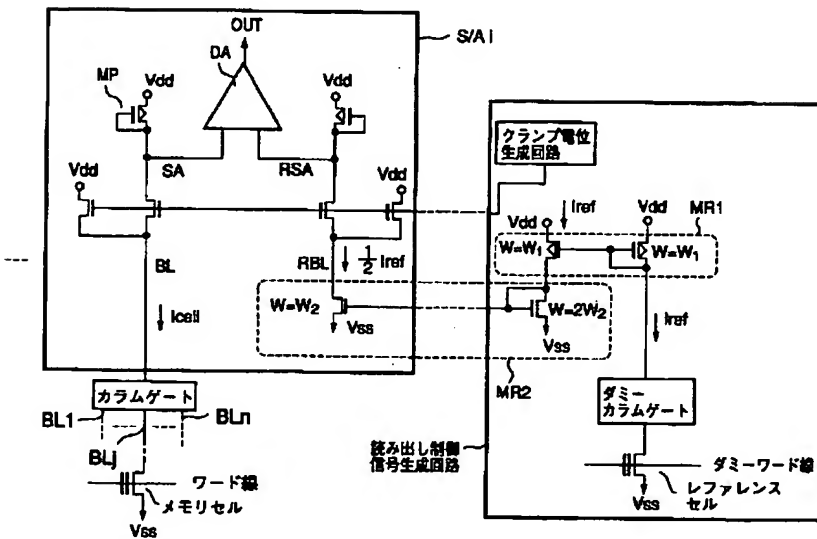 OUT
S/Ai
DA
MP
Vdd
Vdd
クランプ電位
生成回路
SA
RSA
Vdd
Vdd
Iref
Vdd
Vdd
MR1
W=W1
W=W1
BL
RBL
1/2 Iref
Iref
W=W2
W=2W2
Icell
Vss
Vss
MR2
カラムゲート
ダミー
カラムゲート
BL1
BLn
BLj
読み出し制御
信号生成回路
ワード線
ダミーワード線
メモリセル
Vss
レファレンス
セル
Vss